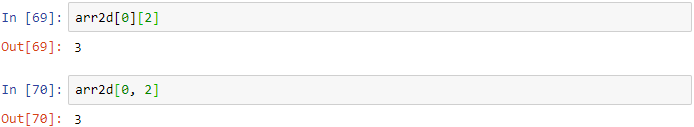 In [69]: arr2d[0][2]
Out[69]: 3
In [70]: arr2d[0, 2]
Out[70]: 3